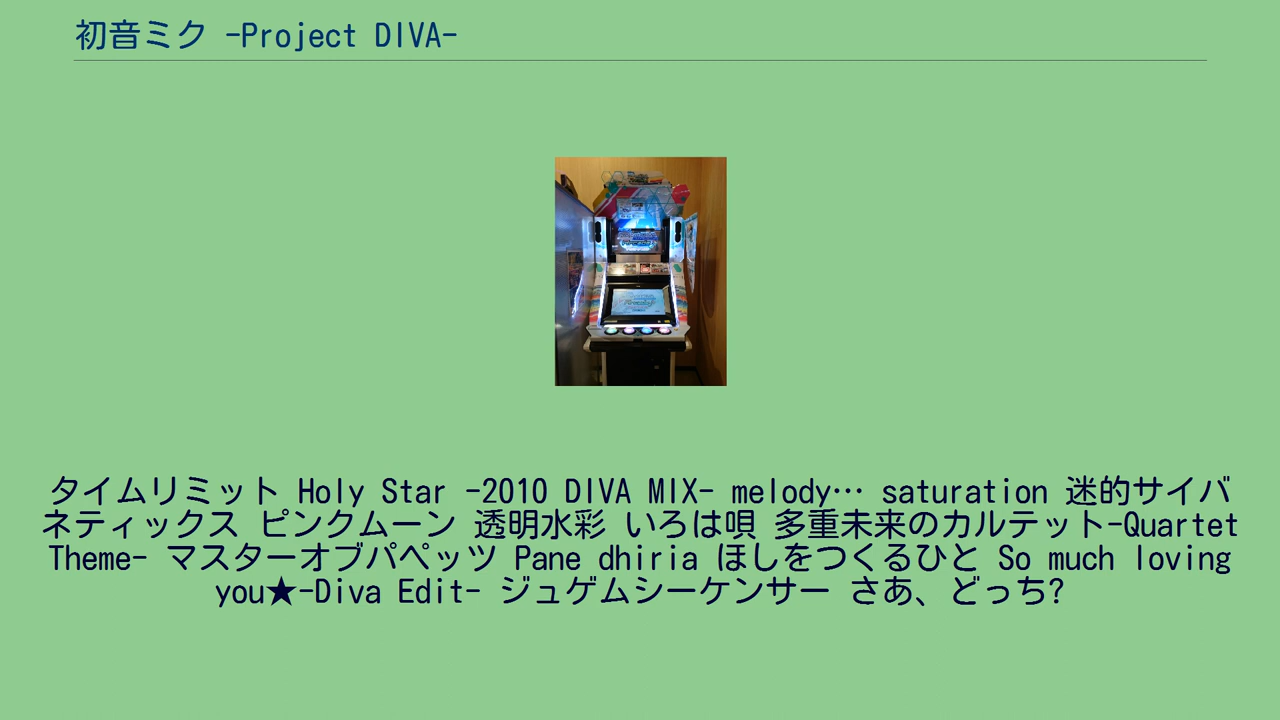 初音ミク -Project DIVA-
タイムリミット Holy Star -2010 DIVA MIX- melody… saturation 迷的サイバ
ネティックス ピンクムーン 透明水彩 いろは唄 多重未来のカルテット-Quartet
Theme- マスターオブパペッツ Pane dhiria ほしをつくるひと So much loving
you★-Diva Edit- ジュゲムシーケンサー さあ、どっち?